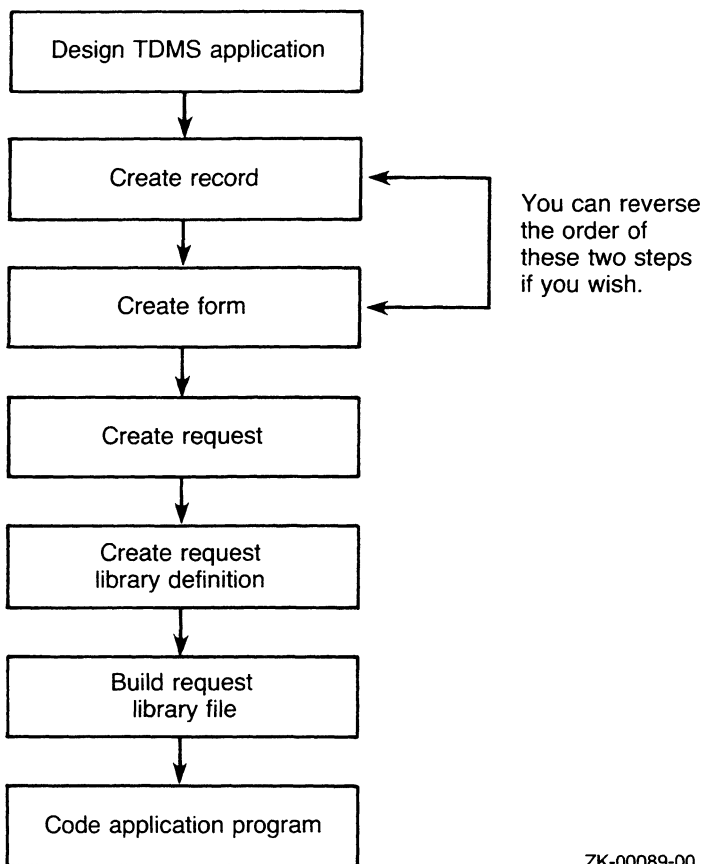 Design TDMS application
Create record
You can reverse
the order of
these two steps
if you wish.
Create form
Create request
Create request
library definition
Build request
library file
Code application program
ZK-00089-00